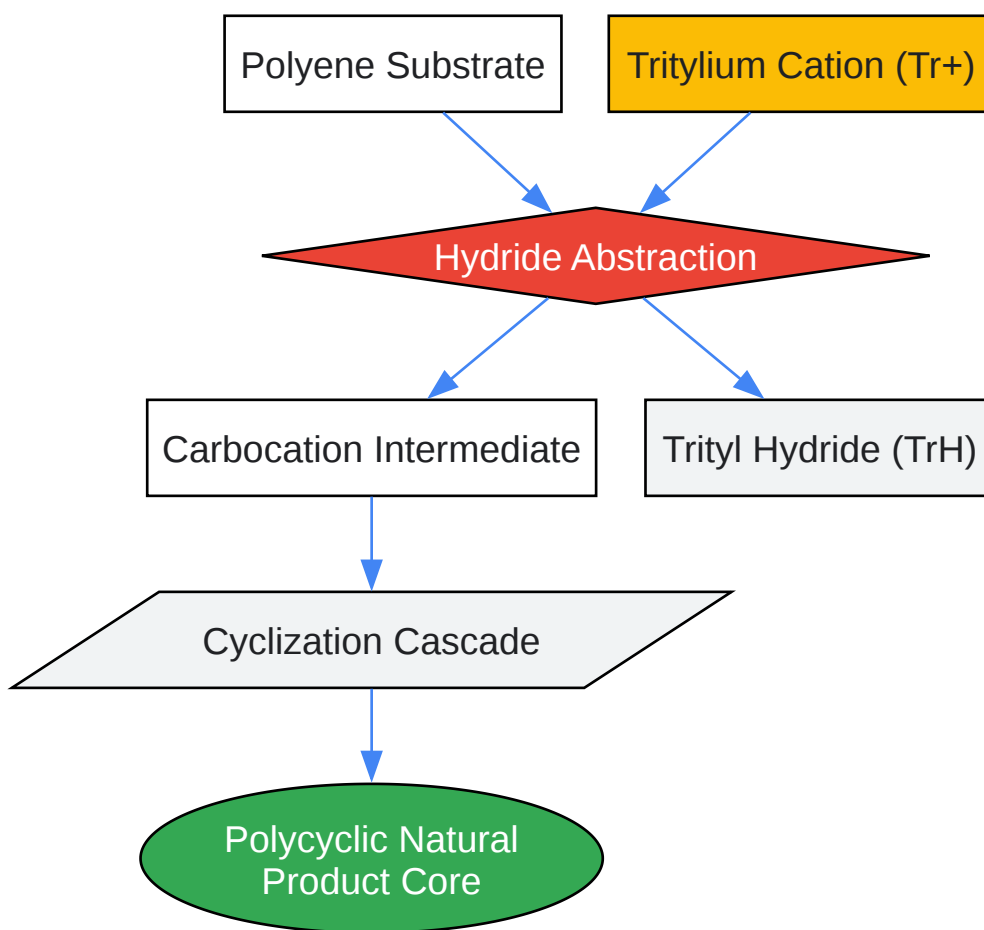 Polyene Substrate
Tritylium Cation (Tr+)
Hydride Abstraction
Carbocation Intermediate
Trityl Hydride (TrH)
Cyclization Cascade
Polycyclic Natural
Product Core